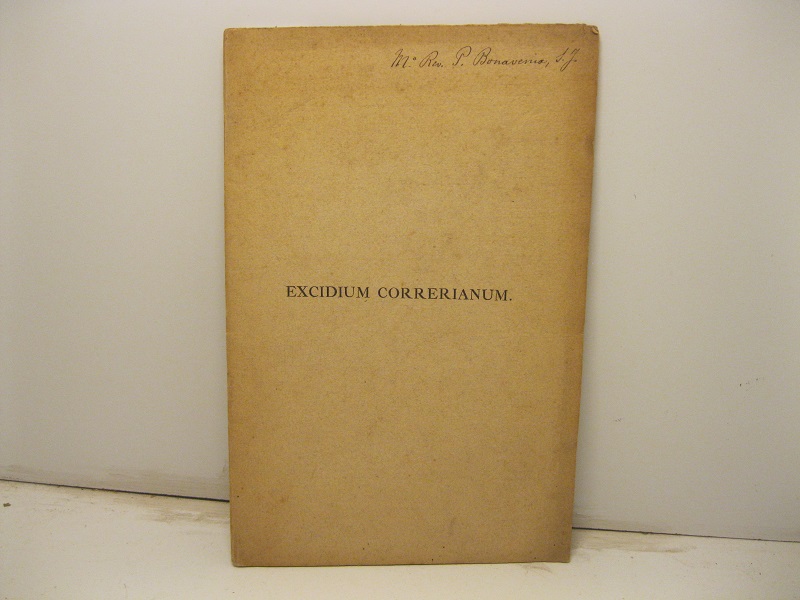 M.º Rev. P. Bonavenia, S.J.
EXCIDIUM CORRERIANUM.